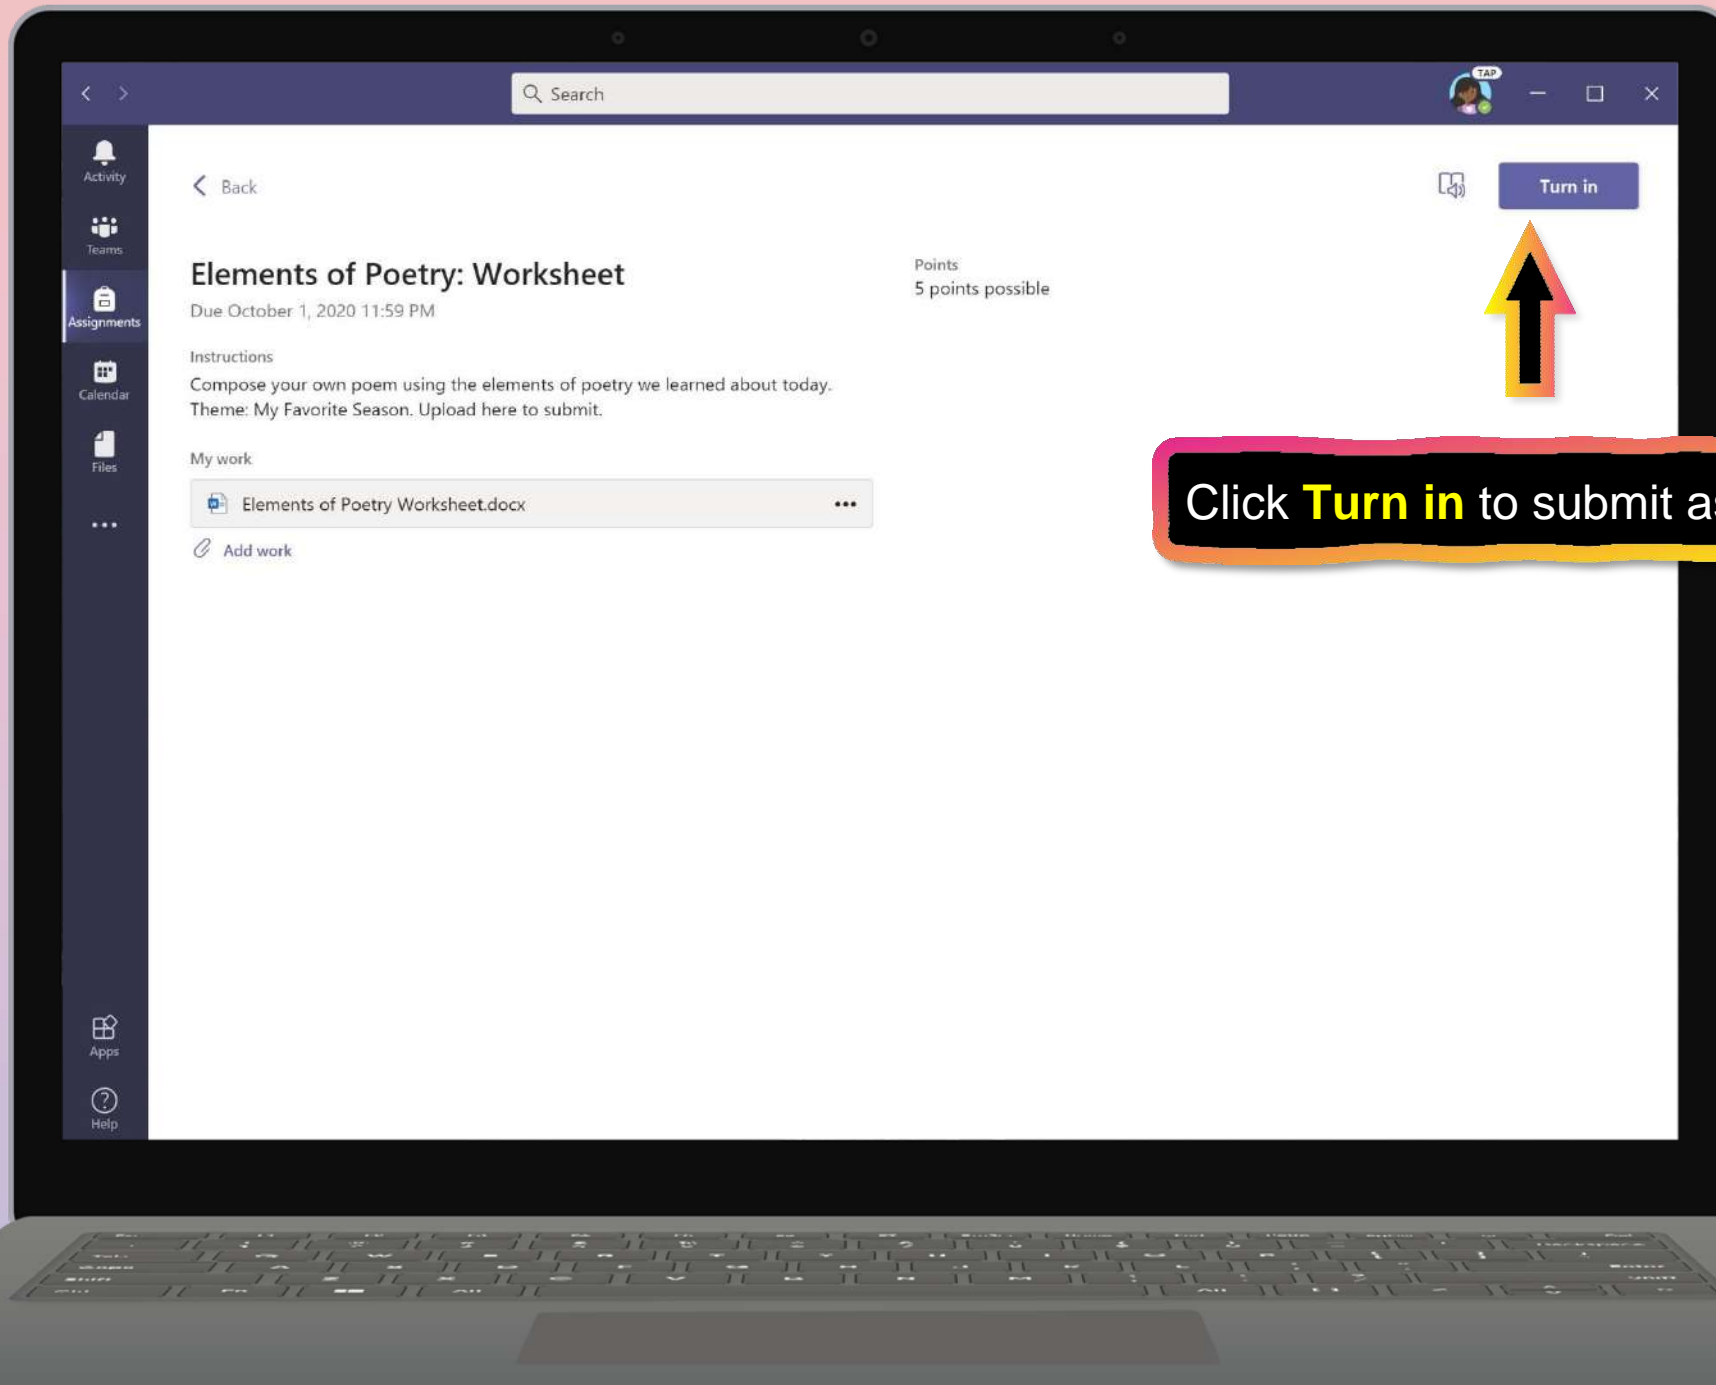 Search
TAP
Activity
Back
Turn in
Teams
Elements of Poetry: Worksheet
Points
5 points possible
Due October 1, 2020 11:59 PM
Assignments
Instructions
Compose your own poem using the elements of poetry we learned about today.
Theme: My Favorite Season. Upload here to submit.
Calendar
Files
My work
Elements of Poetry Worksheet.docx
Click Turn in to submit as
Add work
Apps
Help